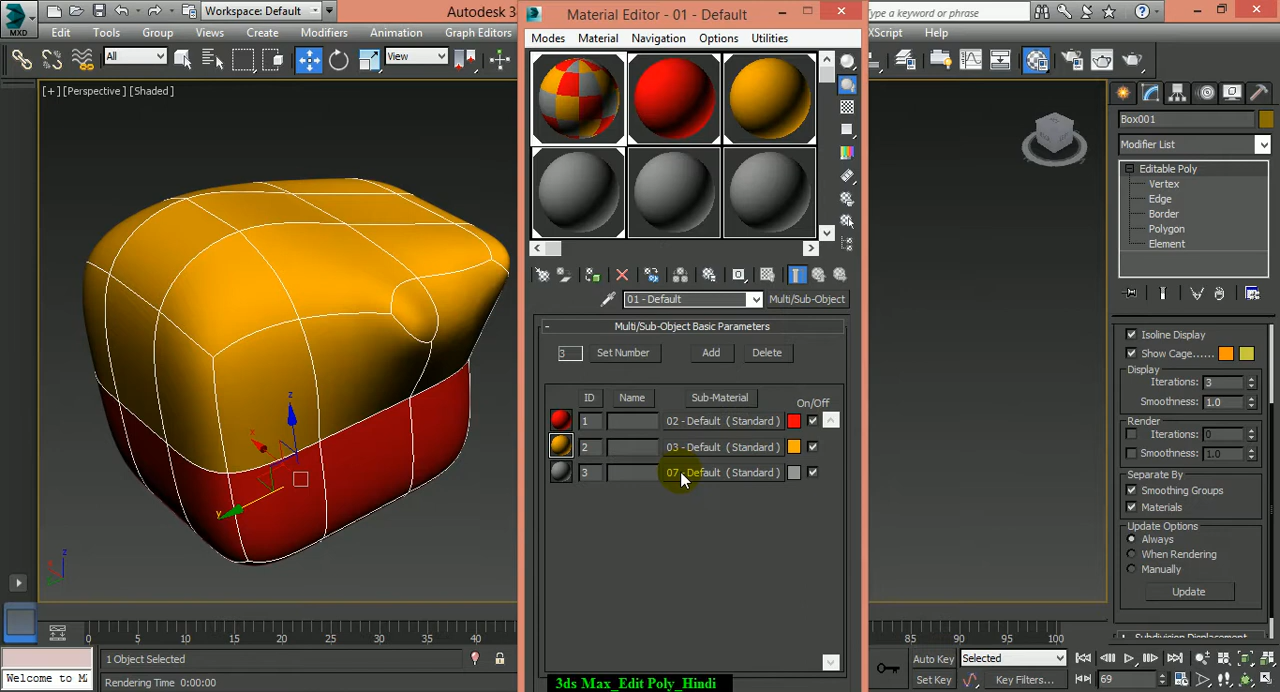 Workspace: Default
Autodesk 3
Material Editor - 01 - Default
Type a keyword or phrase
MXD
Edit Tools Group Views Create Modifiers Animation Graph Editors
Modes Material Navigation Options Utilities
XScript Help
All
View
[+] [Perspective] [Shaded]
Box001
Modifier List
Editable Poly
Vertex
Edge
Border
Polygon
Element
01 - Default
Multi/Sub-Object
- Multi/Sub-Object Basic Parameters
3 Set Number Add Delete
ID Name Sub-Material On/Off
1 02 - Default ( Standard )
2 03 - Default ( Standard )
3 07 - Default ( Standard )
Isoline Display
Show Cage......
Display
Iterations: 3
Smoothness: 1.0
Render
Iterations: 0
Smoothness: 1.0
Separate By
Smoothing Groups
Materials
Update Options
Always
When Rendering
Manually
Update
z
x
y
z
y
0 5 10 15 20 25 30 35 40
85 90 95 100
1 Object Selected
Welcome to M
Rendering Time 0:00:00
Auto Key Selected
Set Key Key Filters...
69
3ds Max_Edit Poly_Hindi